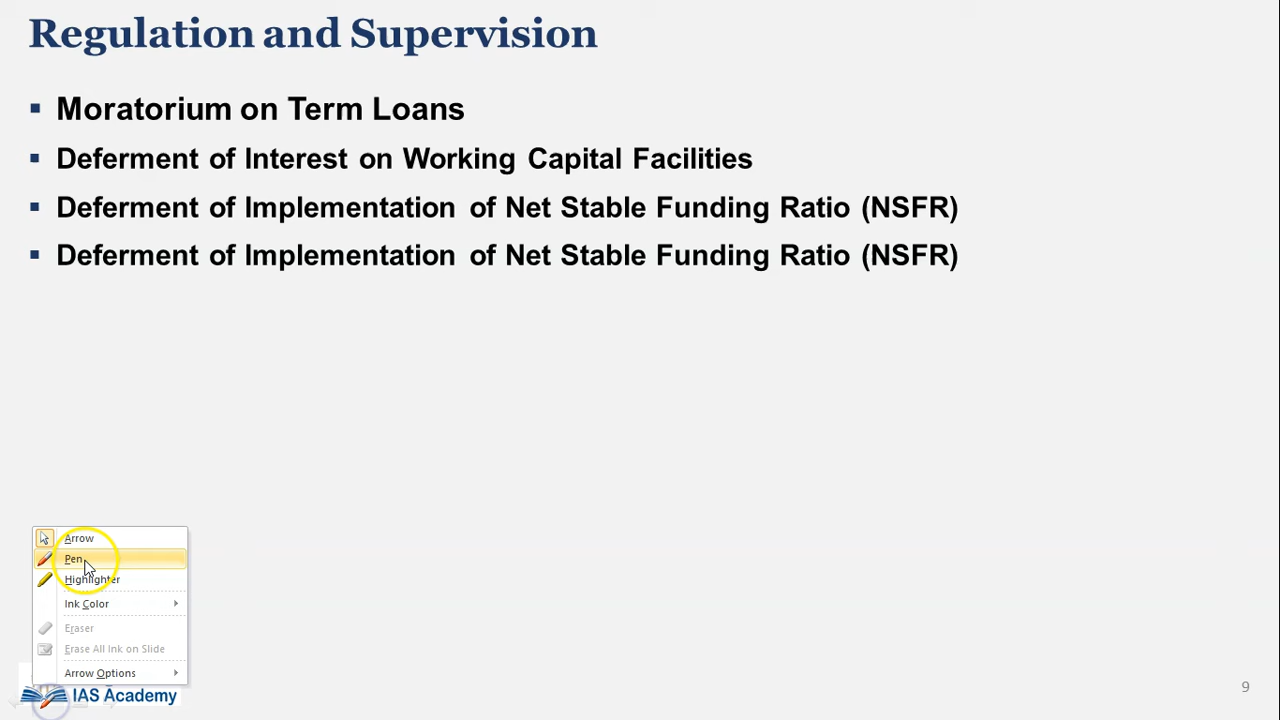 Regulation and Supervision
▪ Moratorium on Term Loans
▪ Deferment of Interest on Working Capital Facilities
▪ Deferment of Implementation of Net Stable Funding Ratio (NSFR)
▪ Deferment of Implementation of Net Stable Funding Ratio (NSFR)
Arrow
Pen
Highlighter
Ink Color
Eraser
Erase All Ink on Slide
Arrow Options
IAS Academy
9